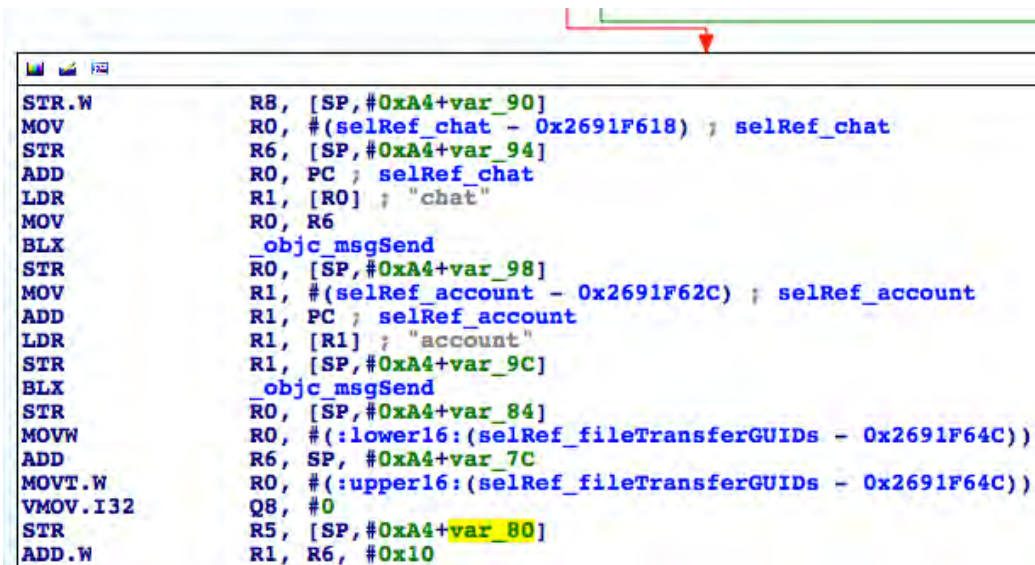 STR.W R8, [SP,#0xA4+var_90]
MOV R0, #(selRef_chat - 0x2691F618) ; selRef_chat
STR R6, [SP,#0xA4+var_94]
ADD R0, PC ; selRef_chat
LDR R1, [R0] ; "chat"
MOV R0, R6
BLX _objc_msgSend
STR R0, [SP,#0xA4+var_98]
MOV R1, #(selRef_account - 0x2691F62C) ; selRef_account
ADD R1, PC ; selRef_account
LDR R1, [R1] ; "account"
STR R1, [SP,#0xA4+var_9C]
BLX _objc_msgSend
STR R0, [SP,#0xA4+var_84]
MOVW R0, #(:lower16:(selRef_fileTransferGUIDs - 0x2691F64C))
ADD R6, SP, #0xA4+var_7C
MOVT.W R0, #(:upper16:(selRef_fileTransferGUIDs - 0x2691F64C))
VMOV.I32 Q8, #0
STR R5, [SP,#0xA4+var_80]
ADD.W R1, R6, #0x10